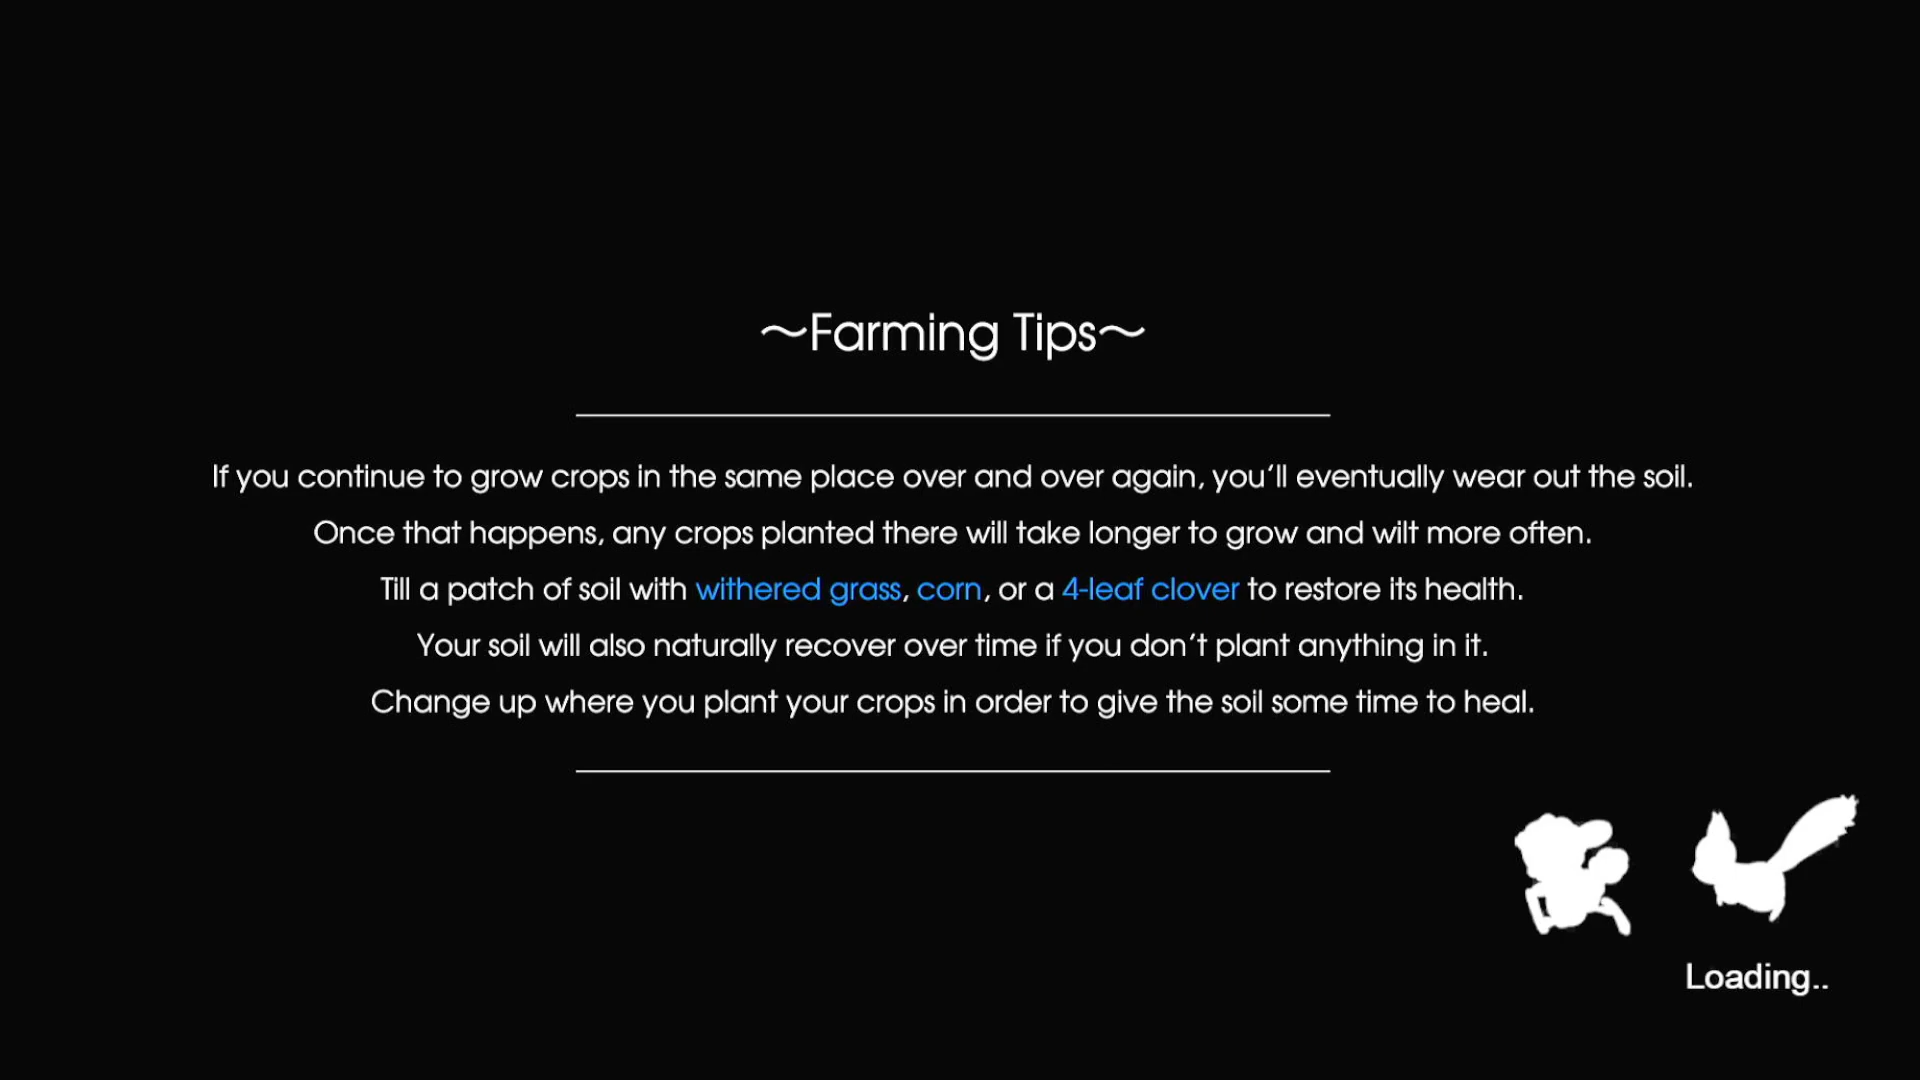 ～Farming Tips～
If you continue to grow crops in the same place over and over again, you'll eventually wear out the soil.
Once that happens, any crops planted there will take longer to grow and wilt more often.
Till a patch of soil with withered grass, corn, or a 4-leaf clover to restore its health.
Your soil will also naturally recover over time if you don't plant anything in it.
Change up where you plant your crops in order to give the soil some time to heal.
Loading..